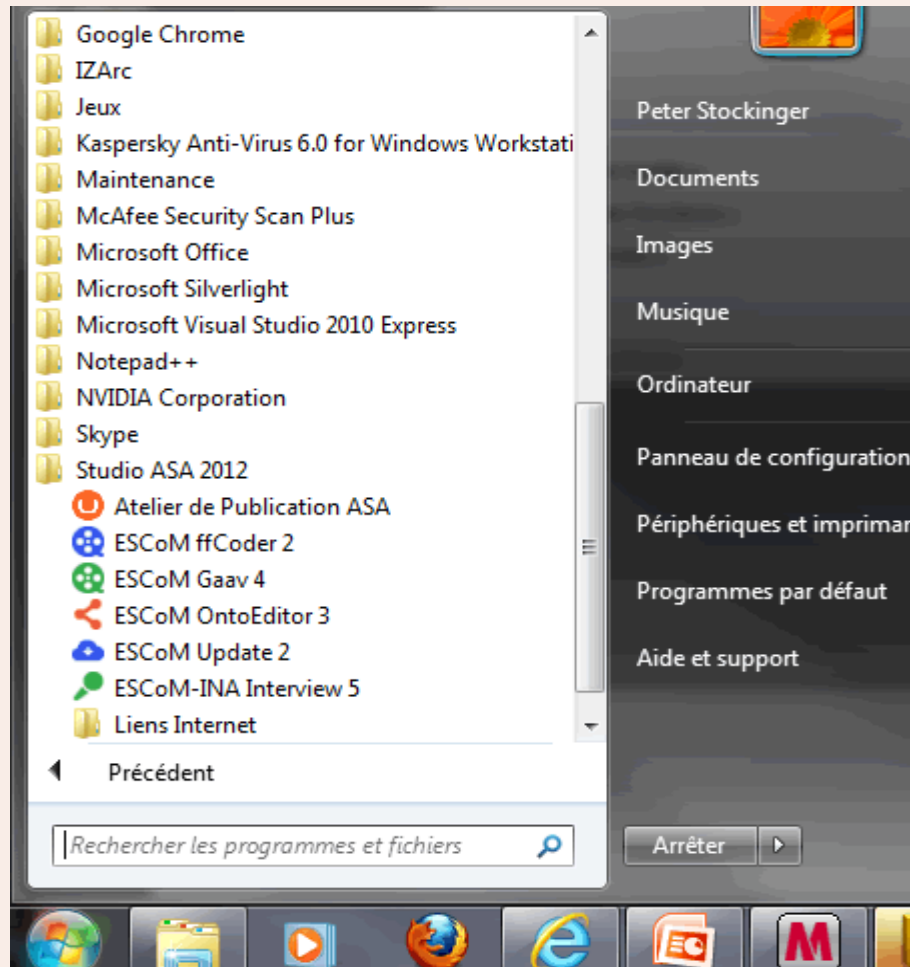 Google Chrome
IZArc
Jeux
Kaspersky Anti-Virus 6.0 for Windows Workstati
Maintenance
McAfee Security Scan Plus
Microsoft Office
Microsoft Silverlight
Microsoft Visual Studio 2010 Express
Notepad++
NVIDIA Corporation
Skype
Studio ASA 2012
Atelier de Publication ASA
ESCoM ffCoder 2
ESCoM Gaav 4
ESCoM OntoEditor 3
ESCoM Update 2
ESCoM-INA Interview 5
Liens Internet
Précédent
Rechercher les programmes et fichiers
Peter Stockinger
Documents
Images
Musique
Ordinateur
Panneau de configuration
Périphériques et impriman
Programmes par défaut
Aide et support
Arrêter